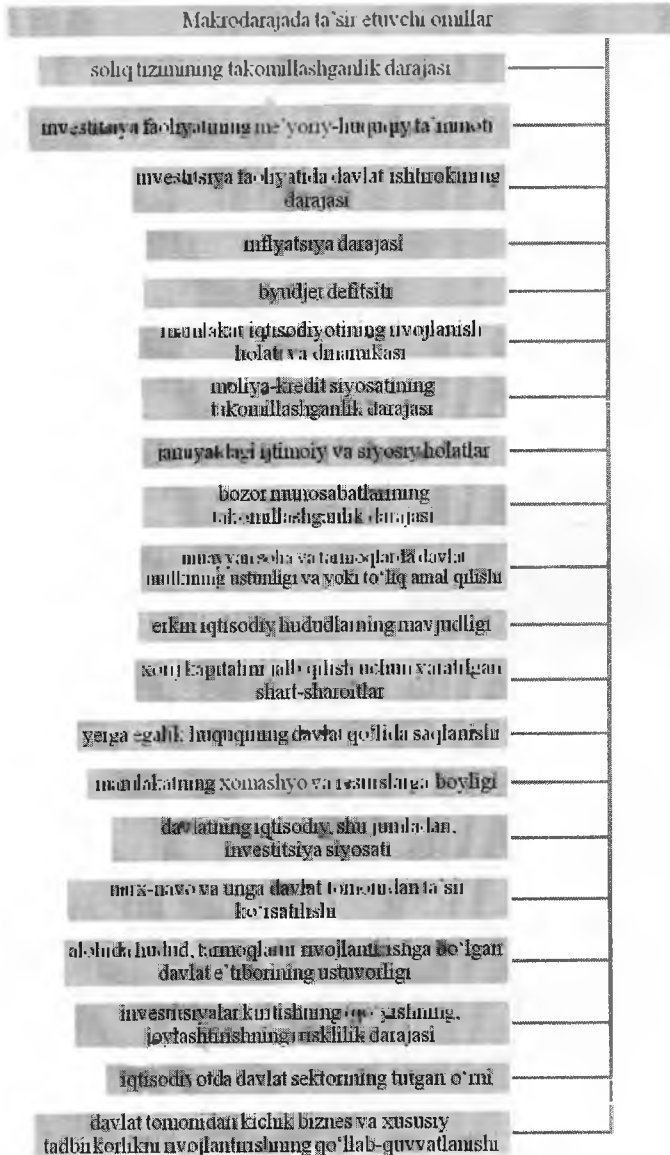 Makrodarajada ta`sir etuvchi omillar
soliq tizimining takomillashganlik darajasi
investitsiya faoliyatining me'yoriy-huquqiy ta'minoti
investitsiya faoliyatida davlat ishtirokining
darajasi
inflyatsiya darajasi
byudjet defitsiti
mamlakat iqtisodiyotining rivojlanish
holati va dinamikasi
moliya-kredit siyosatining
takomillashganlik darajasi
jamiyatdagi ijtimoiy va siyosiy holatlar
bozor munosabatlarining
takomillashganlik darajasi
muayyan soha va tarmoqlarda davlat
mulkining ustunligi va yoki to‘liq amal qilishi
erkin iqtisodiy hududlarning mavjudligi
xorij kapitalini jalb qilish uchun yaratilgan
shart-sharoitlar
yerga egalik huquqining davlat qo‘lida saqlanishi
mamlakatning xomashyo va resurslarga boyligi
davlatning iqtisodiy, shu jumladan,
investitsiya siyosati
narx-navo va unga davlat tomonidan ta'sir
ko‘rsatilishi
alohida hudud, tarmoqlarni rivojlantirishga bo‘lgan
davlat e'tiborining ustuvorligi
investitsiyalar kiritishning qo‘yishning,
joylashtirishning risklilik darajasi
iqtisodiyotda davlat sektorining tutgan o‘rni
davlat tomonidan kichik biznes va xususiy
tadbirkorlikni rivojlantirishning qo‘llab-quvvatlanishi